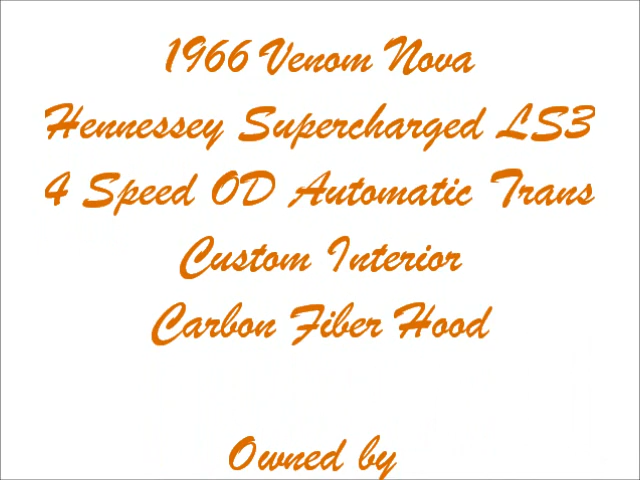 1966 Venom Nova
Hennessey Supercharged LS3
4 Speed OD Automatic Trans
Custom Interior
Carbon Fiber Hood
Owned by